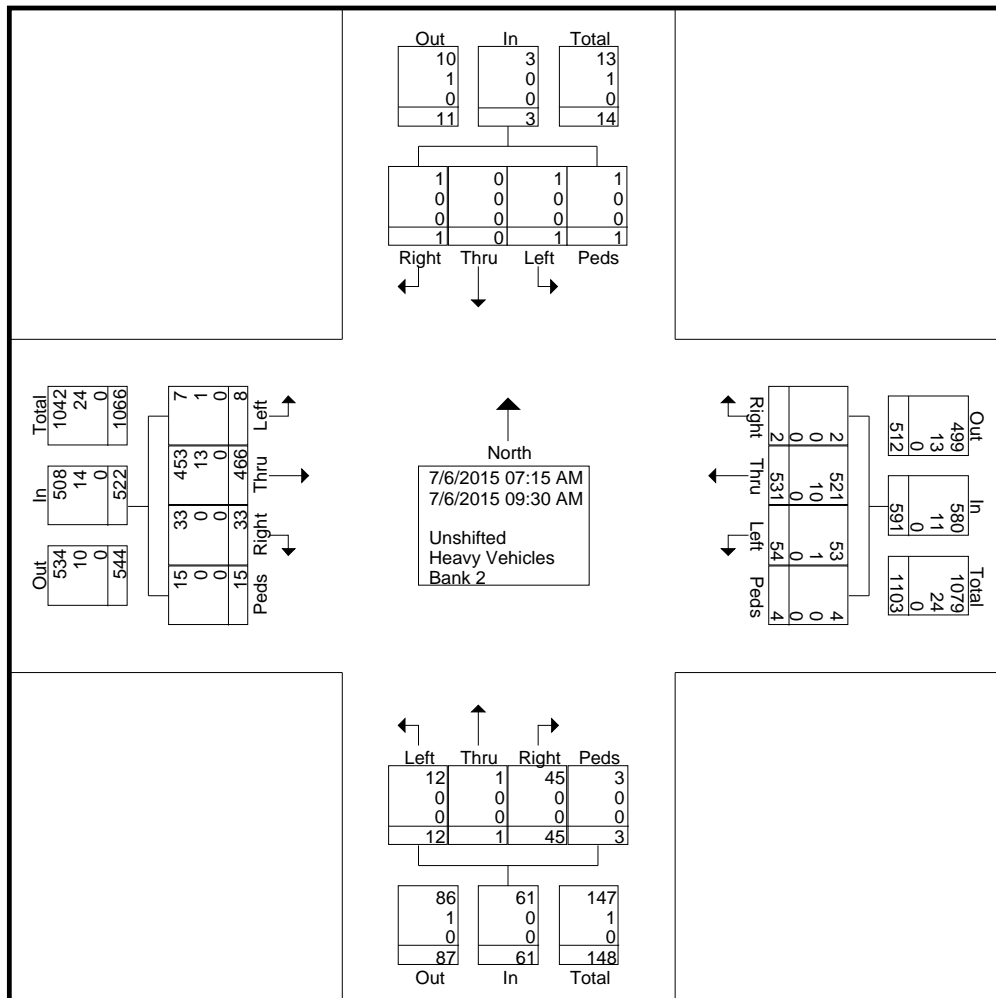 Out In Total
10 3 13
1 0 1
0 0 0
11 3 14
1 0 1 1
0 0 0 0
0 0 0 0
1 0 1 1
Right Thru Left Peds
Total
1042
24
0
1066
In
508
14
0
522
Out
534
10
0
544
7
1
0
8
Left
453
13
0
466
Thru
33
0
0
33
Right
15
0
0
15
Peds
North
7/6/2015 07:15 AM
7/6/2015 09:30 AM
Unshifted
Heavy Vehicles
Bank 2
Right
2
0
0
2
Thru
521
10
0
531
Left
53
1
0
54
Peds
4
0
0
4
Out
499
13
0
512
In
580
11
0
591
Total
1079
24
0
1103
Left Thru Right Peds
12 1 45 3
0 0 0 0
0 0 0 0
12 1 45 3
86 61 147
1 0 1
0 0 0
87 61 148
Out In Total